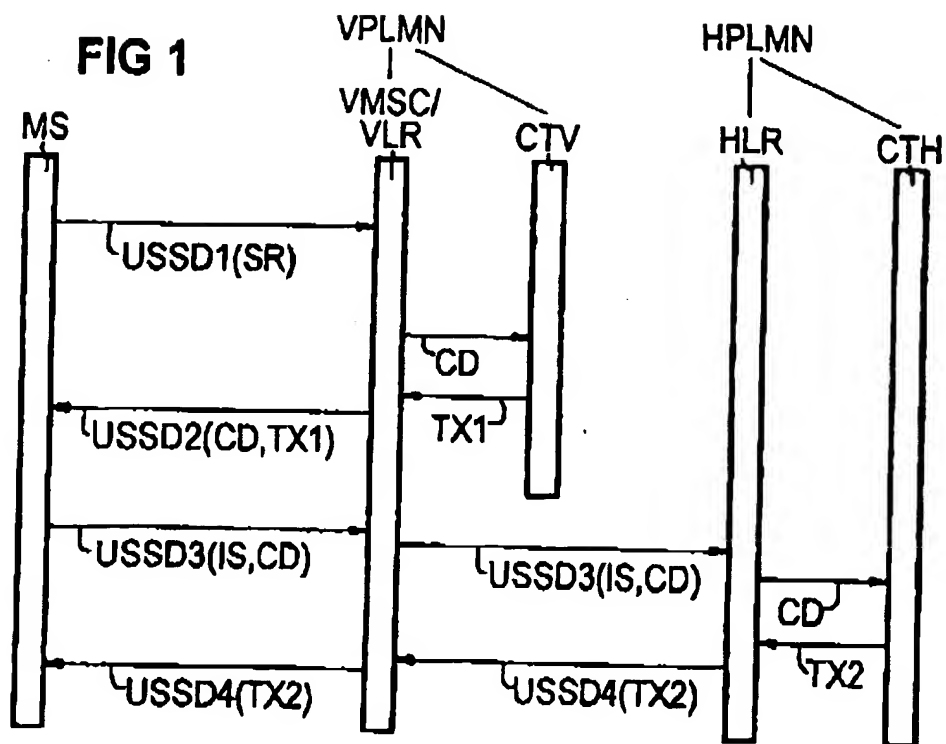 FIG 1
VPLMN
HPLMN
MS
VMSC/
VLR
CTV
HLR
CTH
USSD1(SR)
CD
TX1
USSD2(CD,TX1)
USSD3(IS,CD)
USSD3(IS,CD)
CD
TX2
USSD4(TX2)
USSD4(TX2)